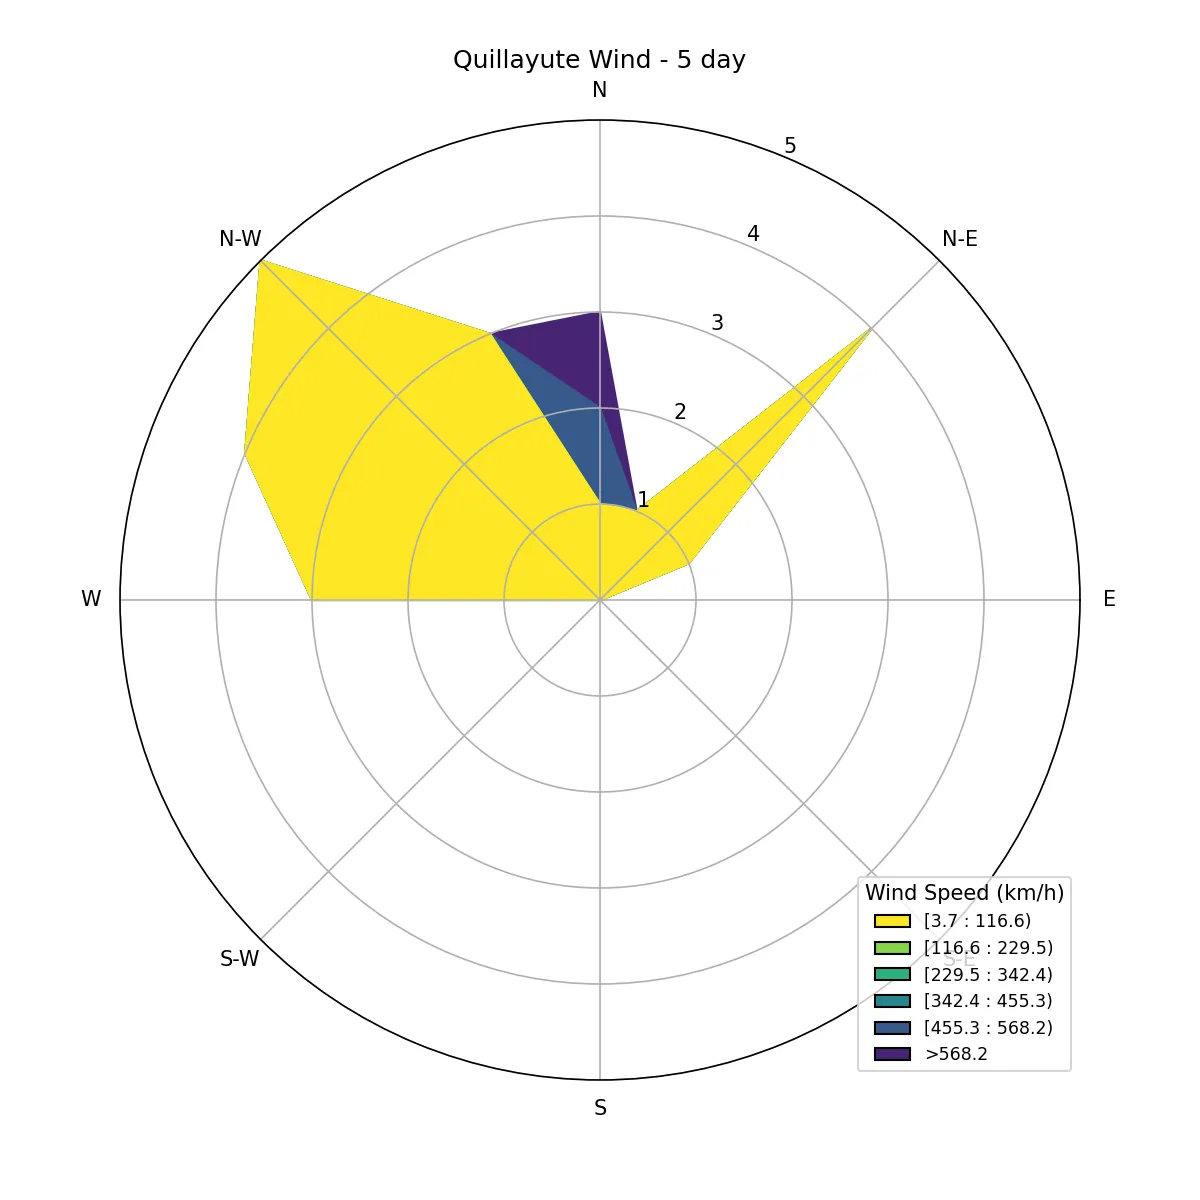 Quillayute Wind - 5 day
N
5
N-W
4
N-E
3
2
1
W
E
S-W
S-E
S
Wind Speed (km/h)
[3.7 : 116.6)
[116.6 : 229.5)
[229.5 : 342.4)
[342.4 : 455.3)
[455.3 : 568.2)
>568.2